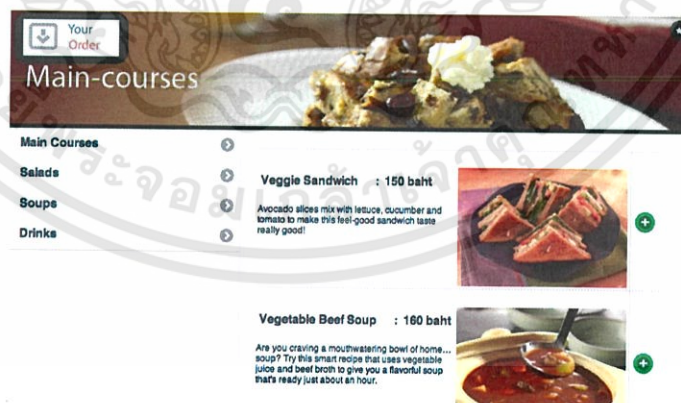 Your
Order
Main-courses
Main Courses
Salads
Soups
Drinks
Veggie Sandwich : 150 baht
Avocado slices mix with lettuce, cucumber and
tomato to make this feel-good sandwich taste
really good!
Vegetable Beef Soup : 160 baht
Are you craving a mouthwatering bowl of home...
soup? Try this smart recipe that uses vegetable
juice and beef broth to give you a flavorful soup
that's ready just about an hour.